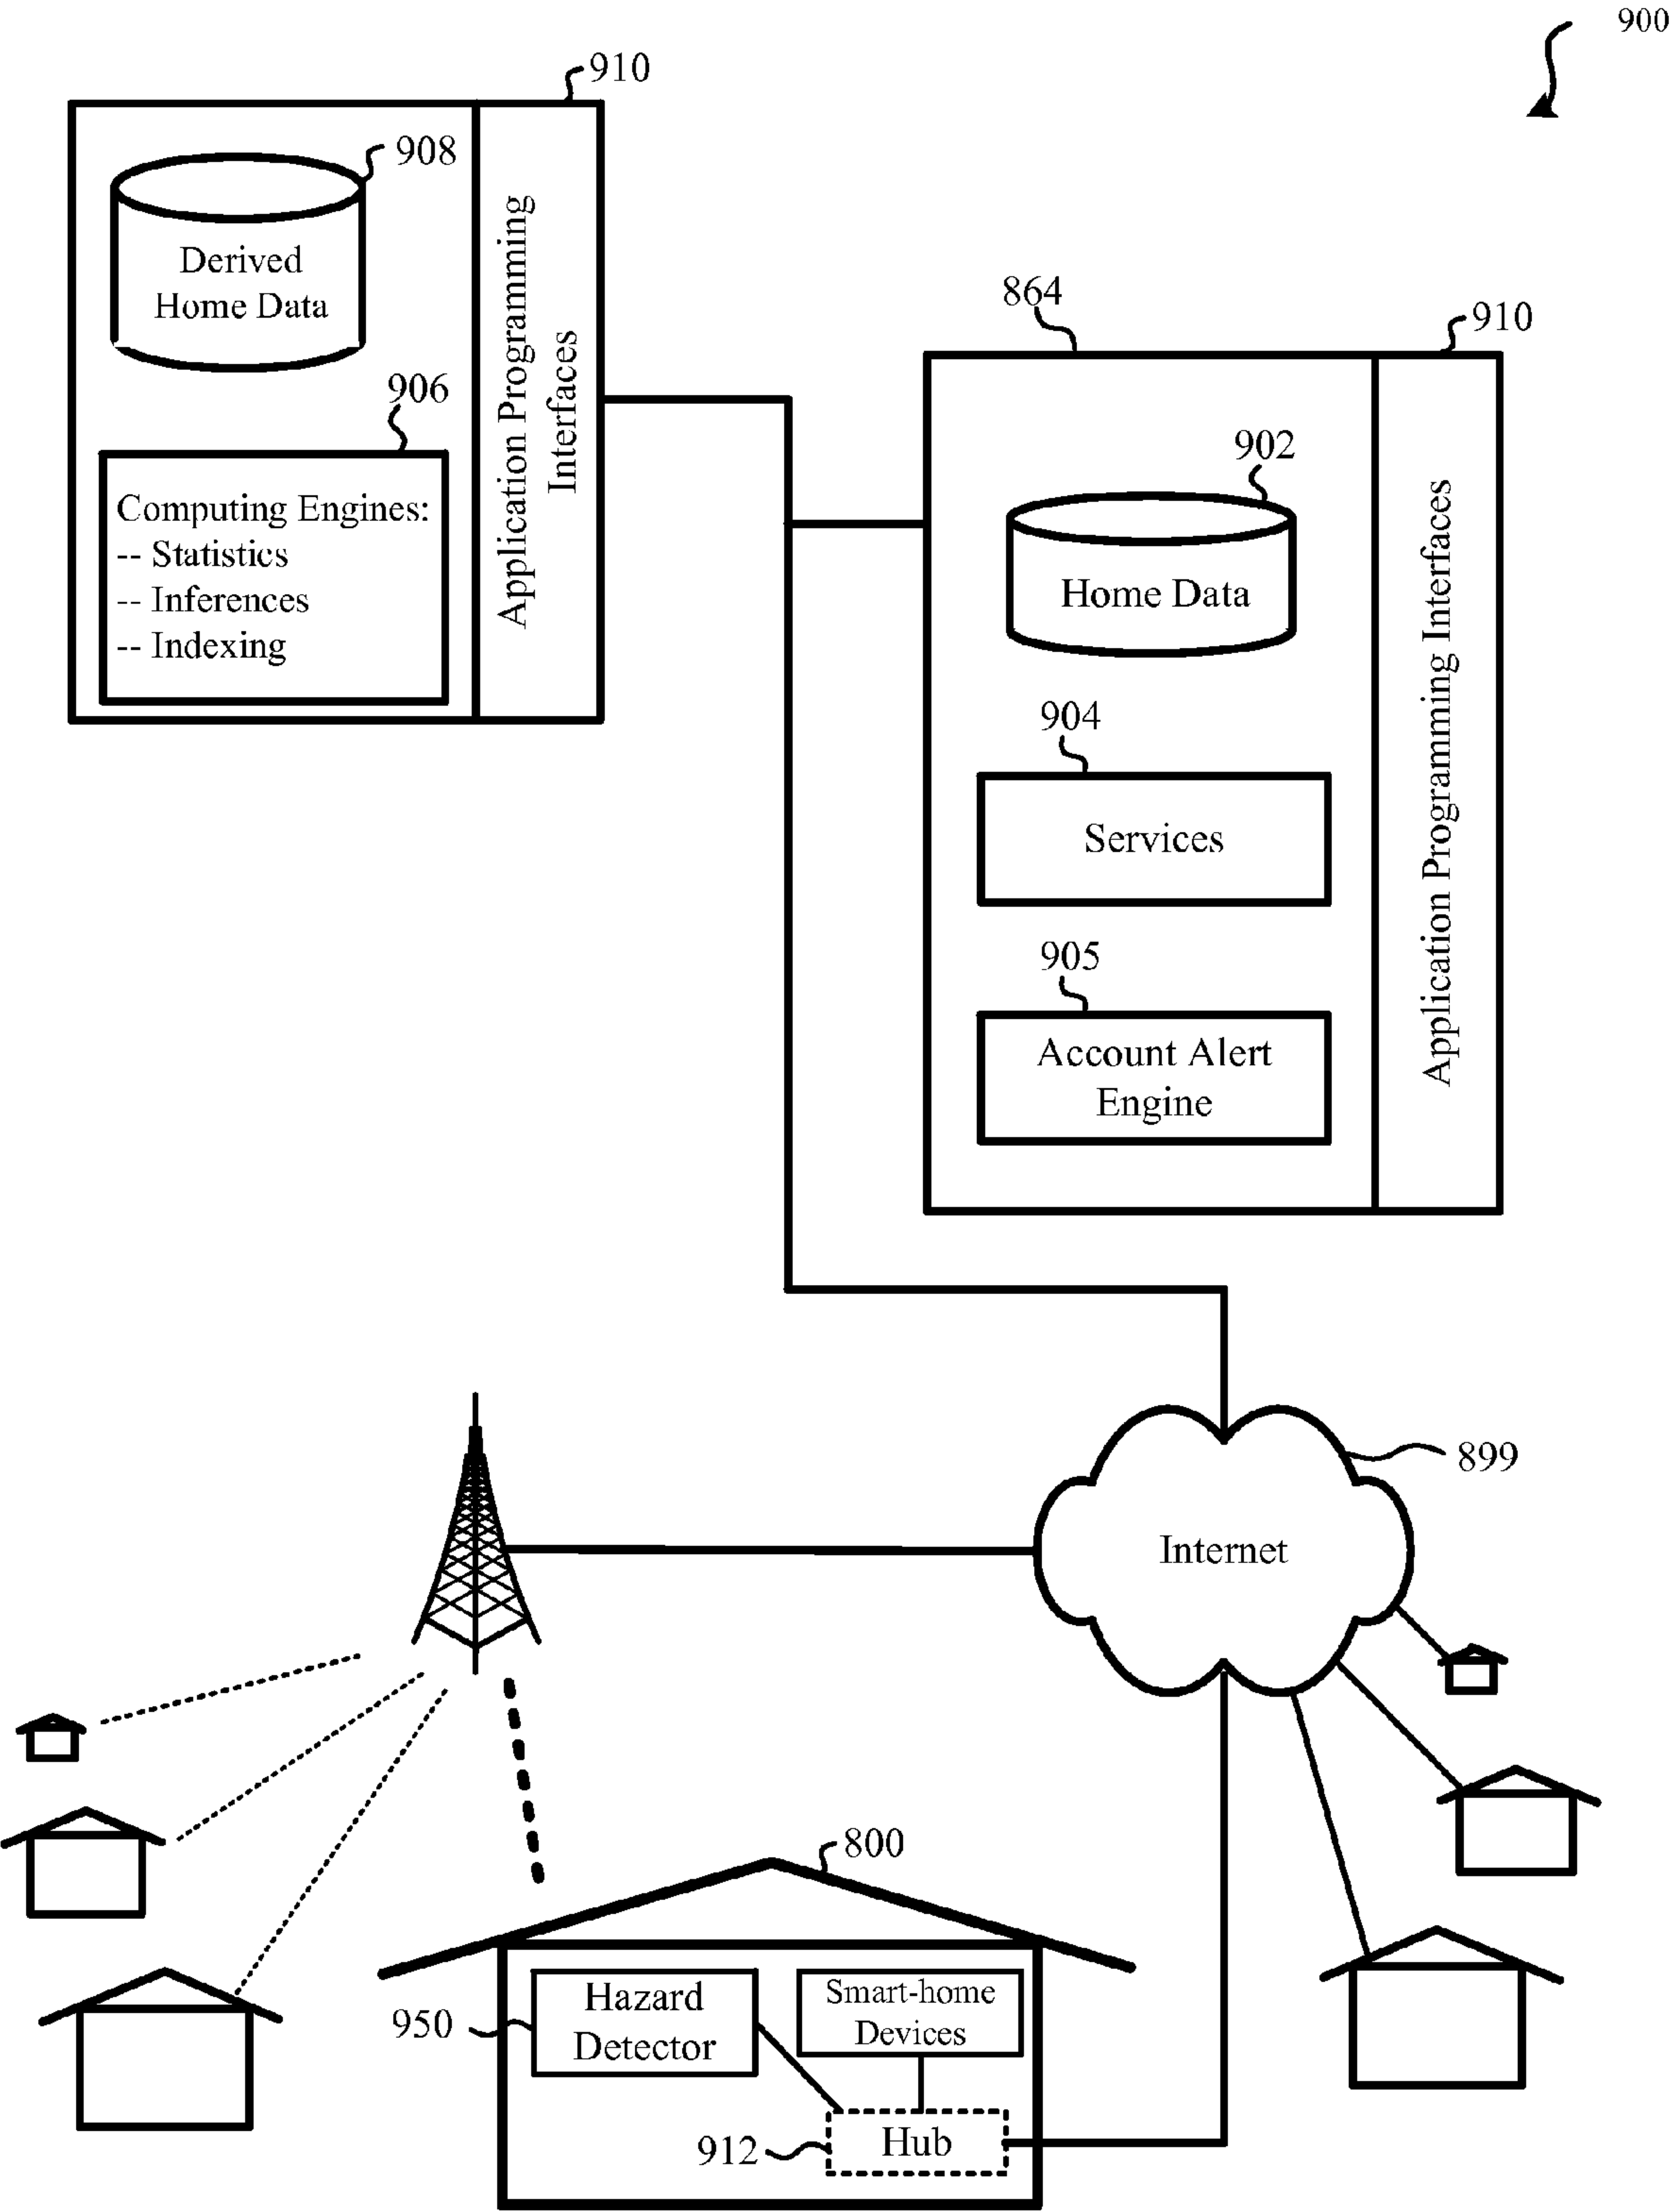 900
910
908
Derived
Home Data
906
Computing Engines:
-- Statistics
-- Inferences
-- Indexing
Application Programming
Interfaces
864
910
902
Home Data
904
Services
905
Account Alert
Engine
Application Programming Interfaces
899
Internet
800
Hazard
Detector
950
Smart-home
Devices
912
Hub